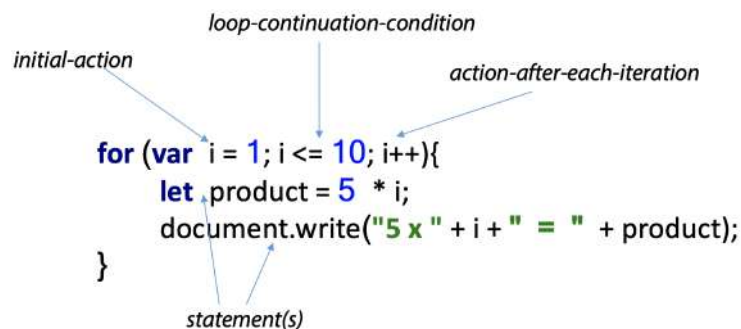 loop-continuation-condition
initial-action
action-after-each-iteration
for (var i = 1; i <= 10; i++){
let product = 5 * i;
document.write("5 x " + i + " = " + product);
}
statement(s)